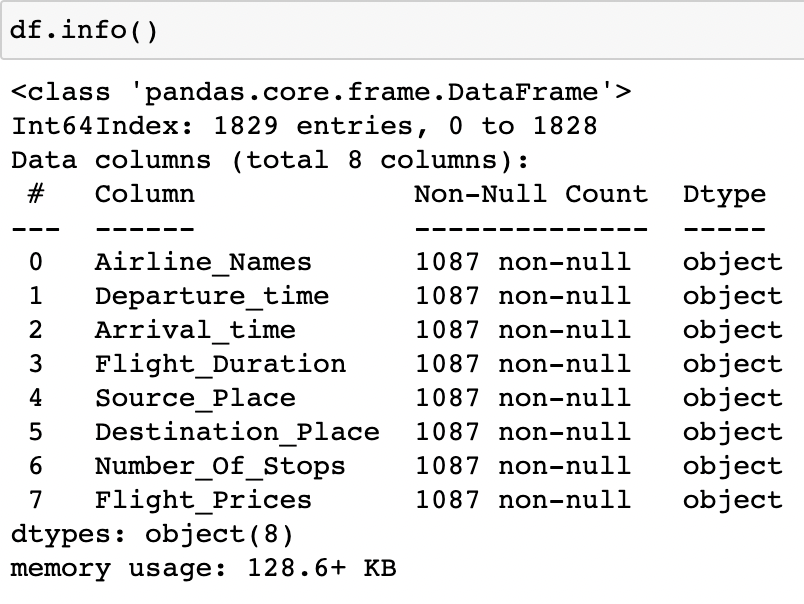 df.info()
<class 'pandas.core.frame.DataFrame'>
Int64Index: 1829 entries, 0 to 1828
Data columns (total 8 columns):
 #   Column             Non-Null Count  Dtype
---  ------             --------------  -----
 0   Airline_Names      1087 non-null   object
 1   Departure_time     1087 non-null   object
 2   Arrival_time       1087 non-null   object
 3   Flight_Duration    1087 non-null   object
 4   Source_Place       1087 non-null   object
 5   Destination_Place  1087 non-null   object
 6   Number_Of_Stops    1087 non-null   object
 7   Flight_Prices      1087 non-null   object
dtypes: object(8)
memory usage: 128.6+ KB